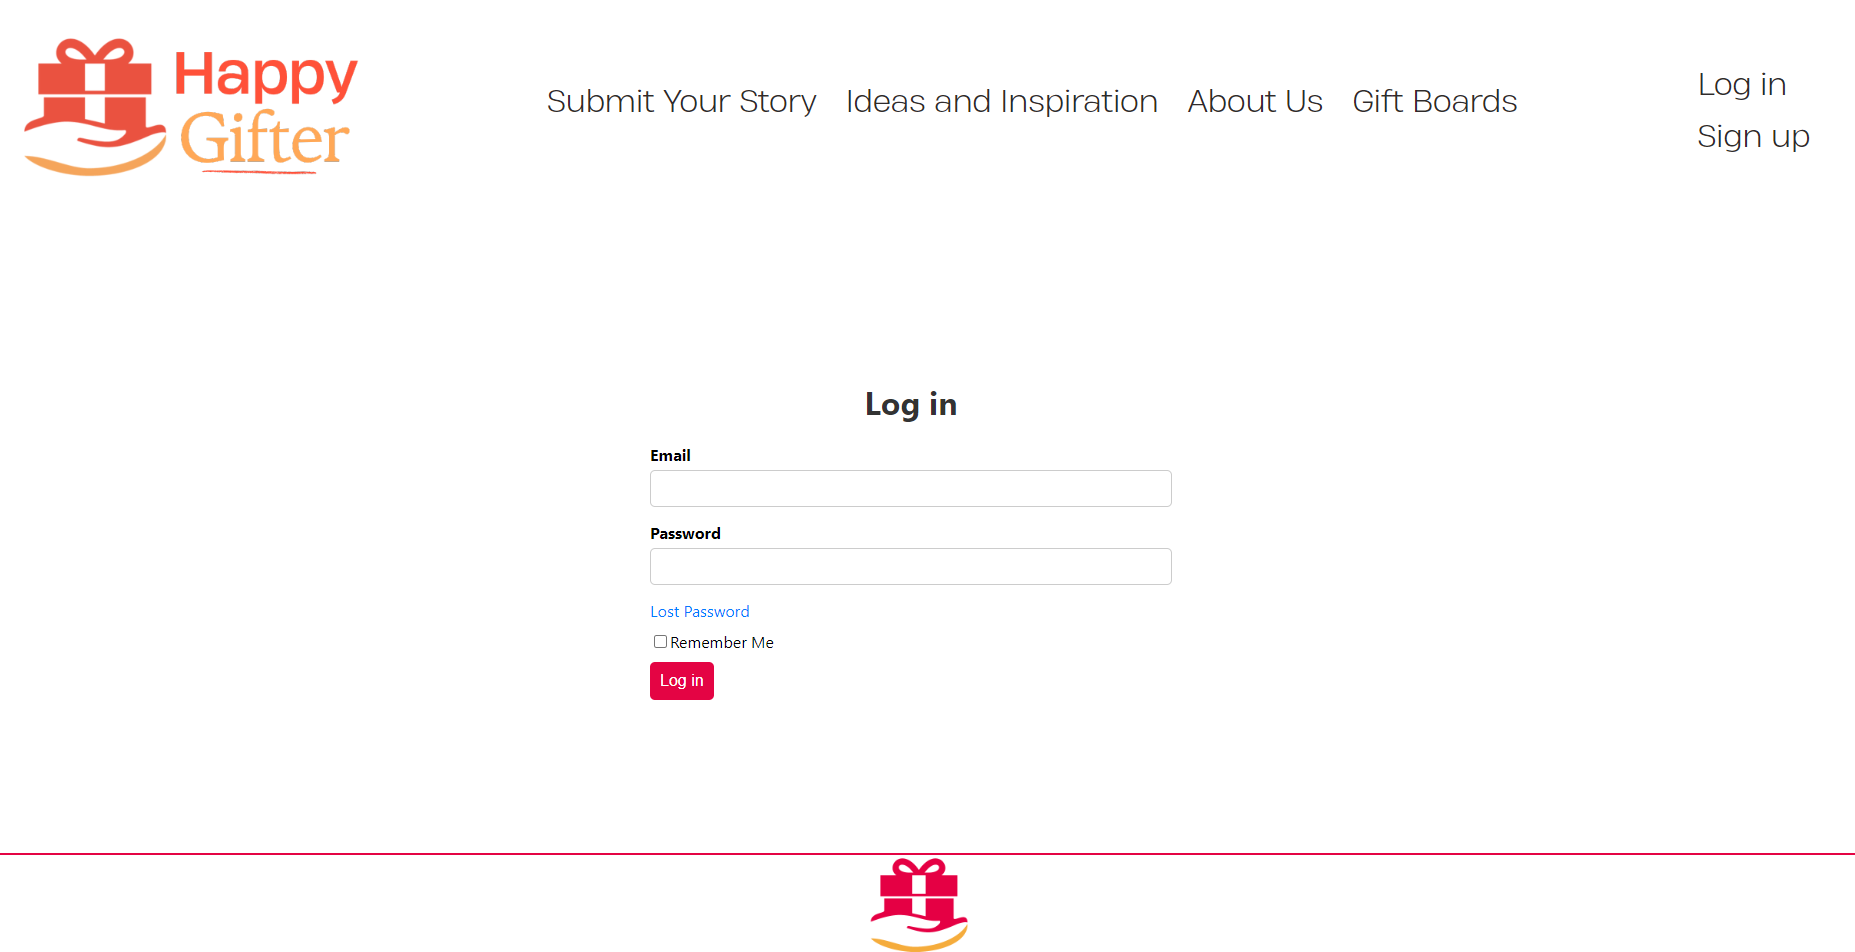 Happy
Gifter
Submit Your Story Ideas and Inspiration About Us Gift Boards
Log in
Sign up
Log in
Email
Password
Lost Password
Remember Me
Log in